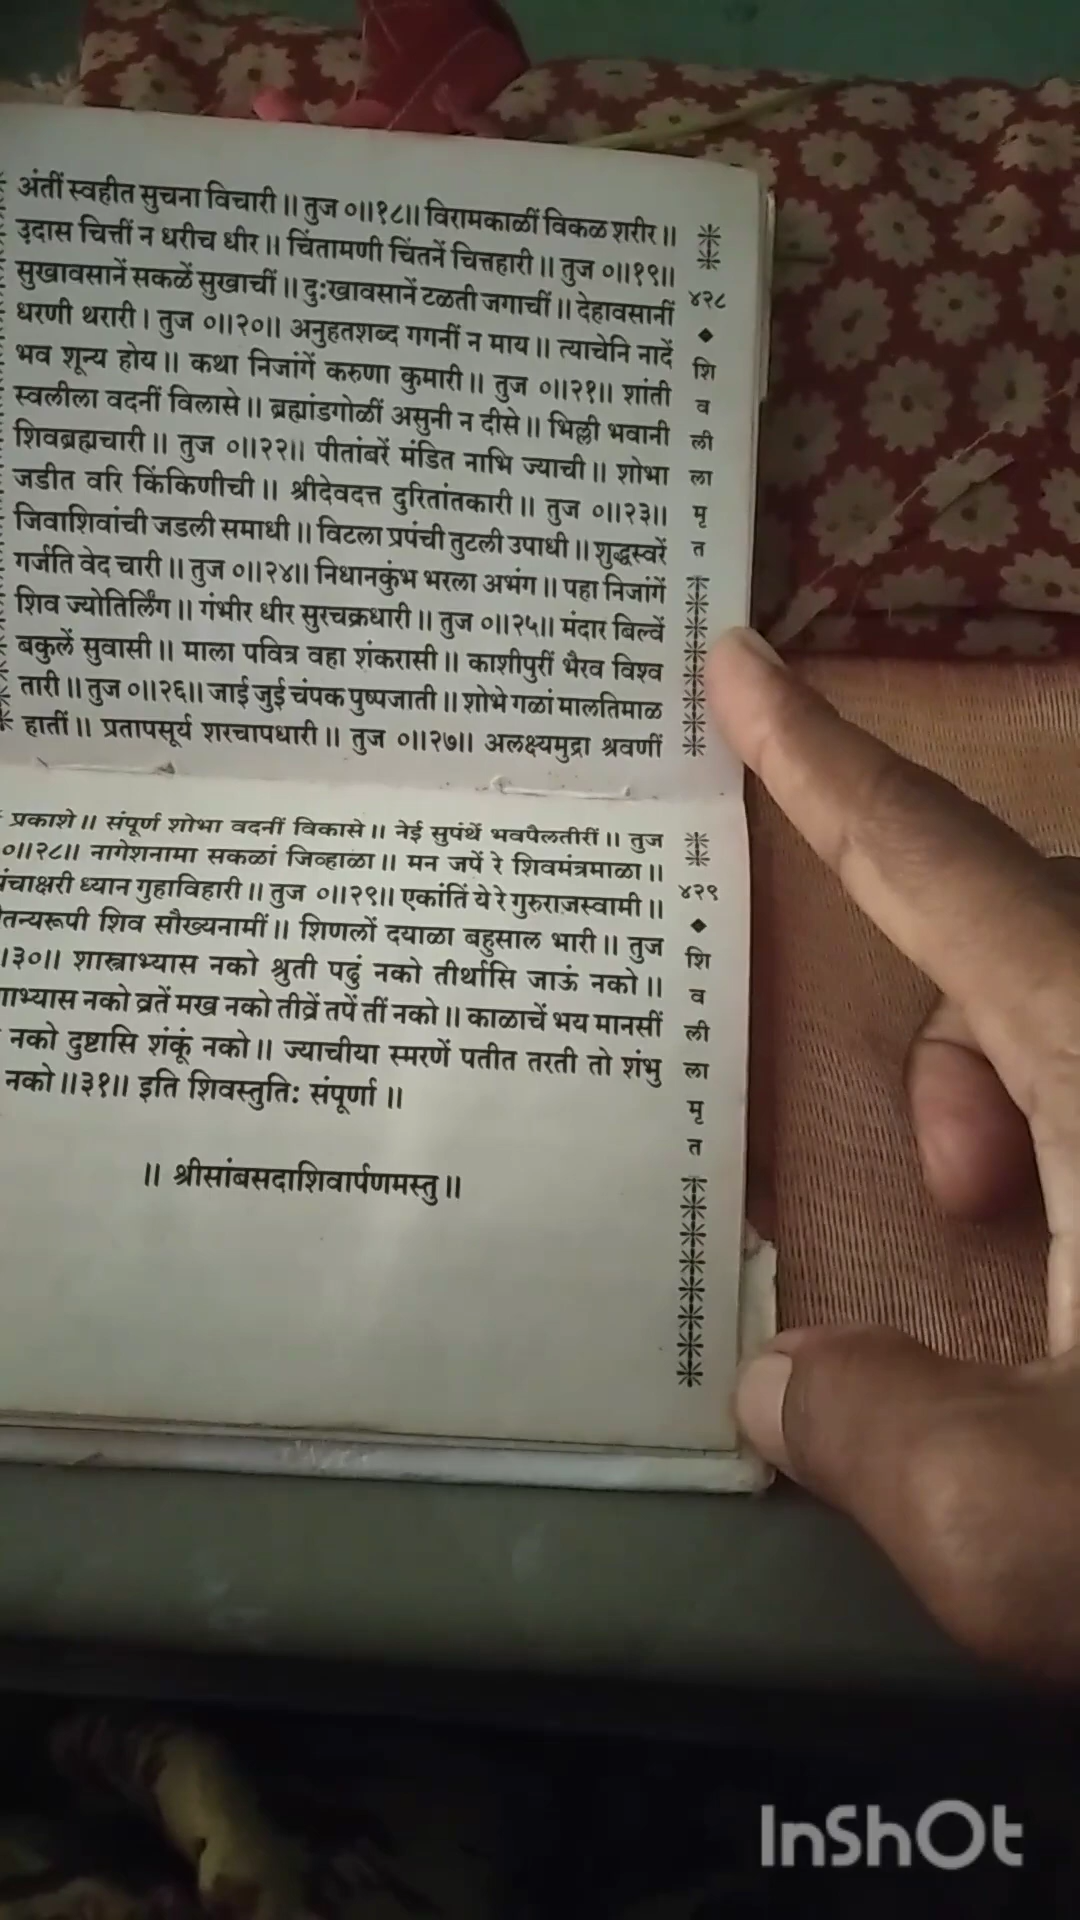 अंतीं स्वहीत सुचना विचारी ॥ तुज ०॥१८॥ विरामकाळीं विकळ शरीर ॥
उदास चित्तीं न धरीच धीर ॥ चिंतामणी चिंतनें चित्तहारी ॥ तुज ०॥१९॥
सुखावसानें सकळें सुखाचीं ॥ दुःखावसानें टळती जगाचीं ॥ देहावसानीं
धरणी थरारी । तुज ०॥२०॥ अनुहतशब्द गगनीं न माय ॥ त्याचेनि नादें
भव शून्य होय ॥ कथा निजांगें करुणा कुमारी ॥ तुज ०॥२१॥ शांती
स्वलीला वदनीं विलासे ॥ ब्रह्मांडगोळीं असुनी न दीसे ॥ भिल्ली भवानी
शिवब्रह्मचारी ॥ तुज ०॥२२॥ पीतांबरें मंडित नाभि ज्याची ॥ शोभा
जडीत वरि किंकिणीची ॥ श्रीदेवदत्त दुरितांतकारी ॥ तुज ०॥२३॥
जिवाशिवांची जडली समाधी ॥ विटला प्रपंची तुटली उपाधी ॥ शुद्धस्वरें
गर्जति वेद चारी ॥ तुज ०॥२४॥ निधानकुंभ भरला अभंग ॥ पहा निजांगें
शिव ज्योतिर्लिंग ॥ गंभीर धीर सुरचक्रधारी ॥ तुज ०॥२५॥ मंदार बिल्वें
बकुलें सुवासी ॥ माला पवित्र वहा शंकरासी ॥ काशीपुरीं भैरव विश्व
तारी ॥ तुज ०॥२६॥ जाई जुई चंपक पुष्पजाती ॥ शोभे गळां मालतिमाळ
हातीं ॥ प्रतापसूर्य शरचापधारी ॥ तुज ०॥२७॥ अलक्ष्यमुद्रा श्रवणीं
४२८
शि
व
ली
ला
मृ
त
प्रकाशे ॥ संपूर्ण शोभा वदनीं विकासे ॥ नेई सुपंथें भवपैलतीरीं ॥ तुज
०॥२८॥ नागेशनामा सकळां जिव्हाळा ॥ मन जपें रे शिवमंत्रमाळा ॥
पंचाक्षरी ध्यान गुहाविहारी ॥ तुज ०॥२९॥ एकांतिं ये रे गुरुराजस्वामी ॥
तन्यरूपी शिव सौख्यनामीं ॥ शिणलों दयाळा बहुसाल भारी ॥ तुज
॥३०॥ शास्त्राभ्यास नको श्रुती पढुं नको तीर्थासि जाऊं नको ॥
गाभ्यास नको व्रतें मख नको तीव्रें तपें तीं नको ॥ काळाचें भय मानसीं
नको दुष्टासि शंकूं नको ॥ ज्याचीया स्मरणें पतीत तरती तो शंभु
नको ॥३१॥ इति शिवस्तुतिः संपूर्णा ॥
॥ श्रीसांबसदाशिवार्पणमस्तु ॥
४२९
शि
व
ली
ला
मृ
त
InShOt